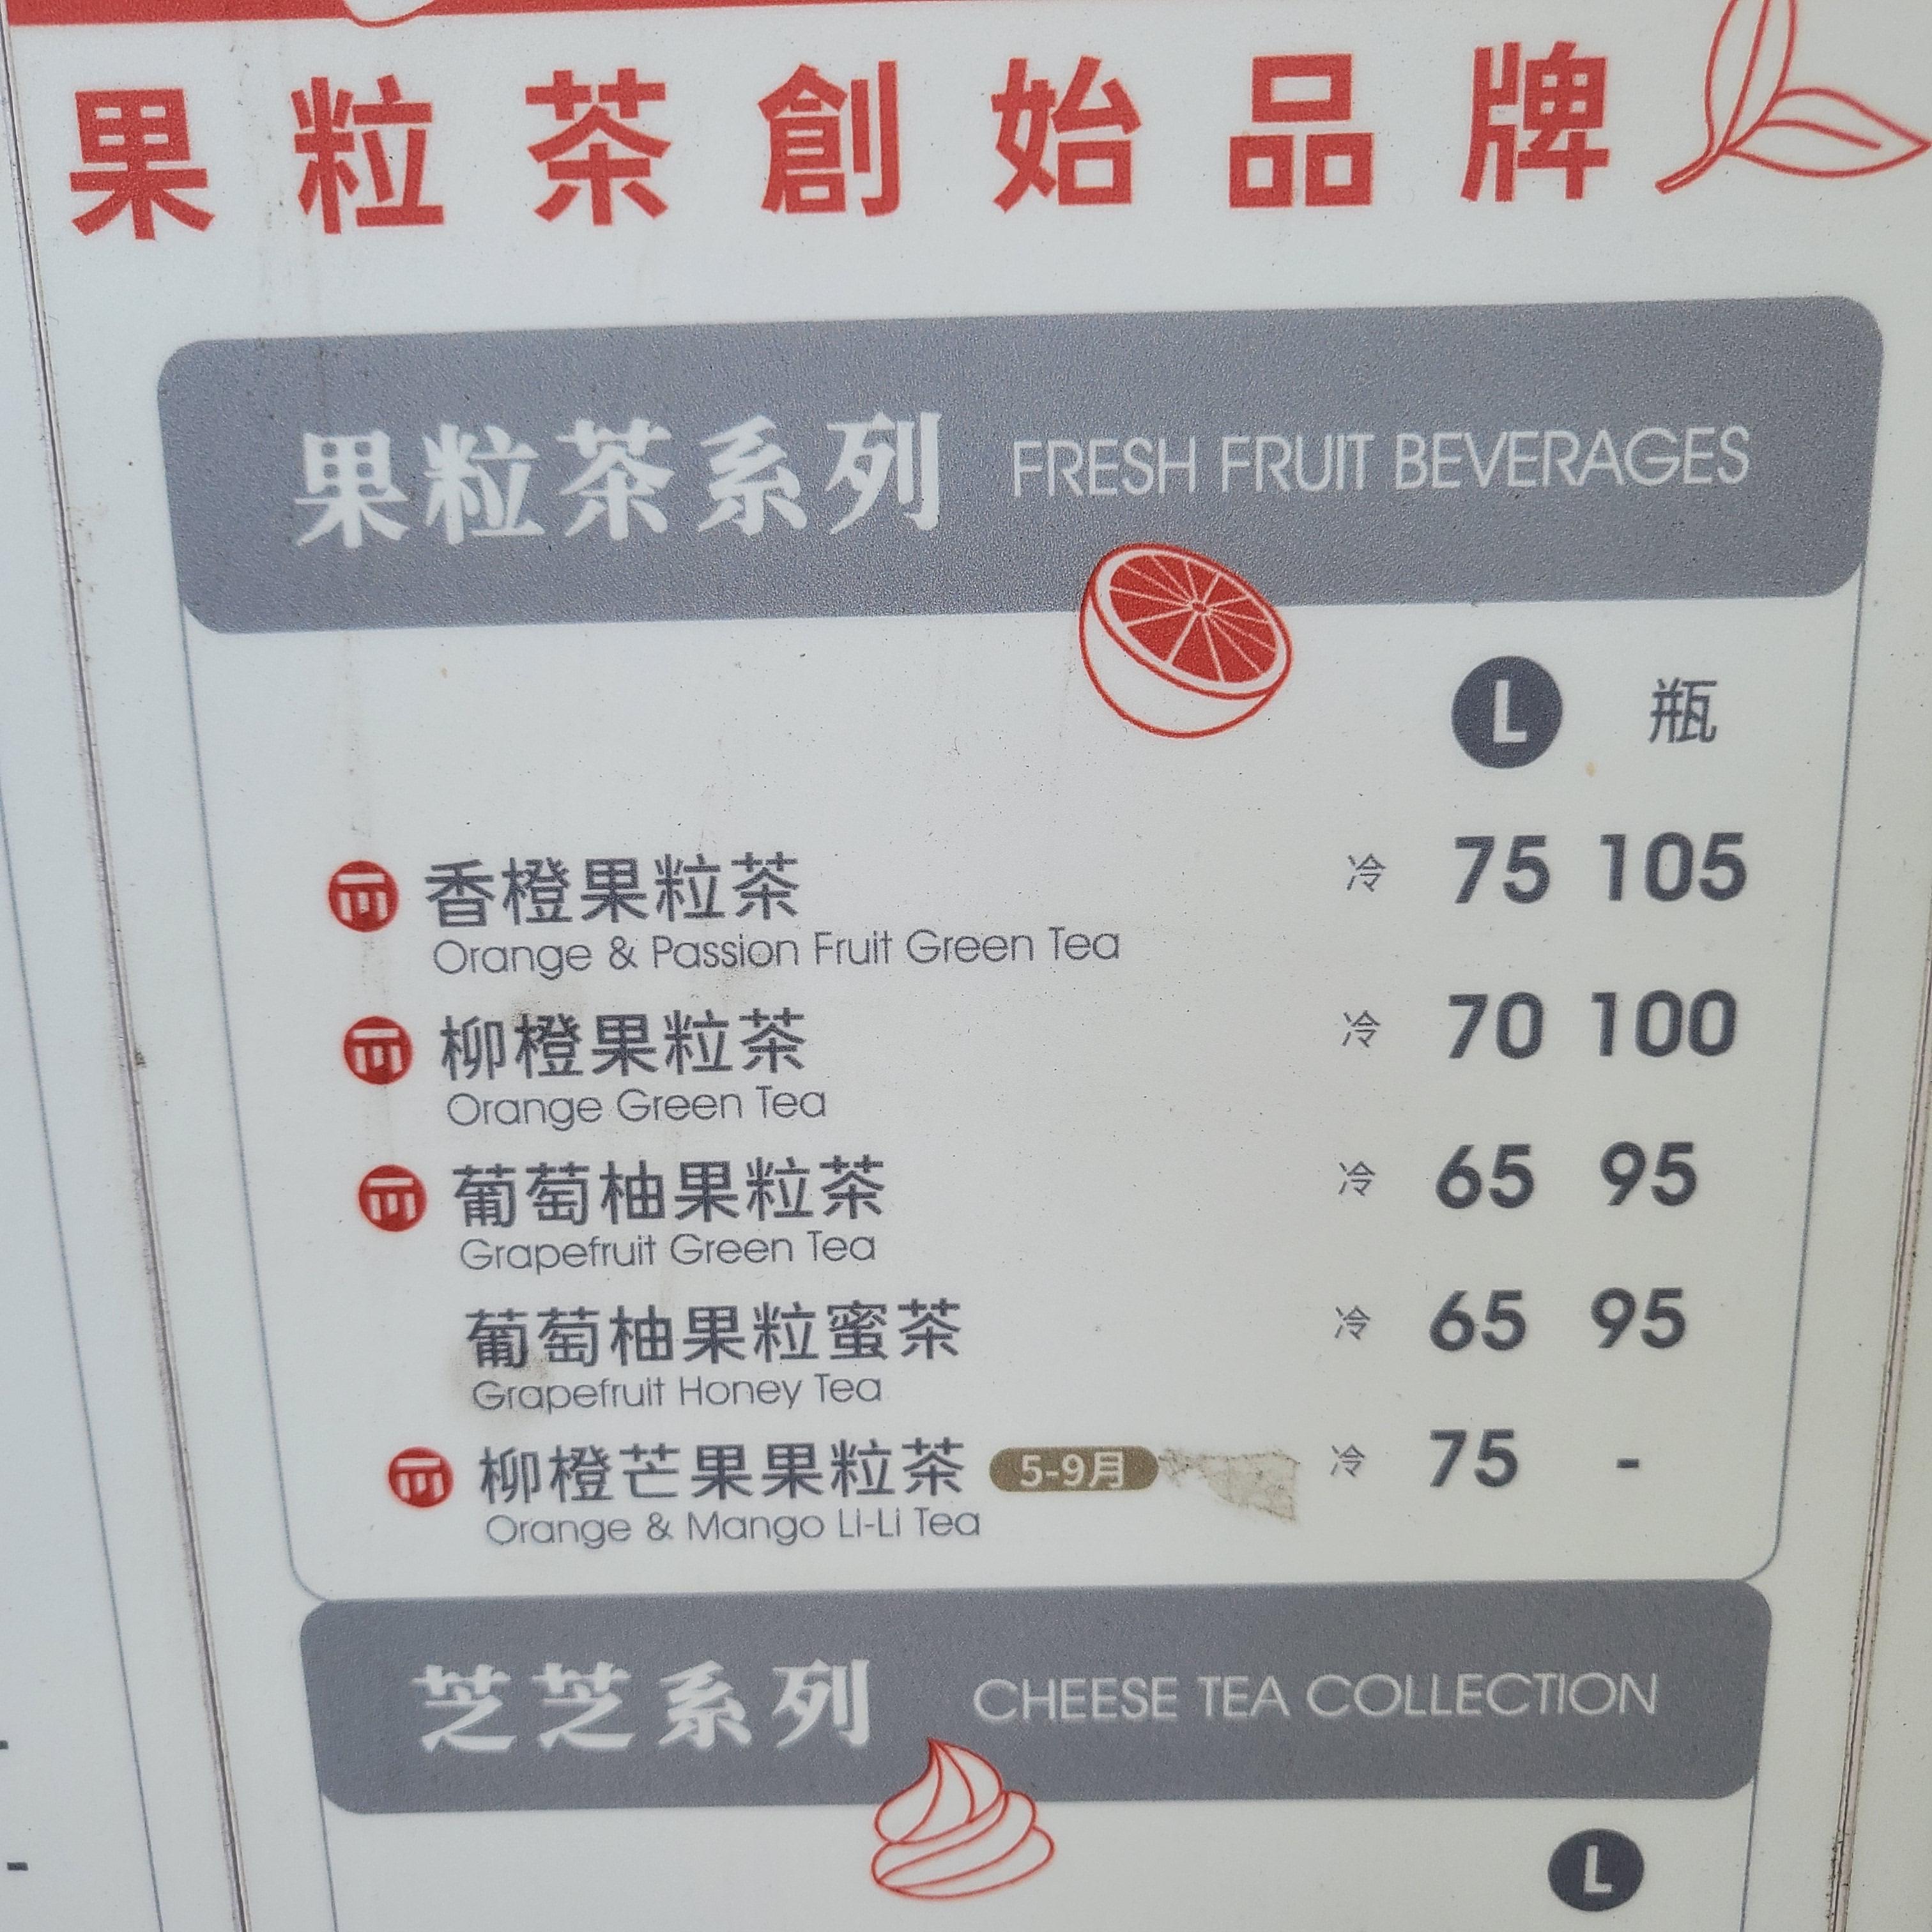 果粒茶創始品牌
果粒茶系列 FRESH FRUIT BEVERAGES
L 瓶
香橙果粒茶 冷 75 105
Orange & Passion Fruit Green Tea
柳橙果粒茶 冷 70 100
Orange Green Tea
葡萄柚果粒茶 冷 65 95
Grapefruit Green Tea
葡萄柚果粒蜜茶 冷 65 95
Grapefruit Honey Tea
柳橙芒果果粒茶 5-9月 冷 75 -
Orange & Mango Li-Li Tea
芝芝系列 CHEESE TEA COLLECTION
L